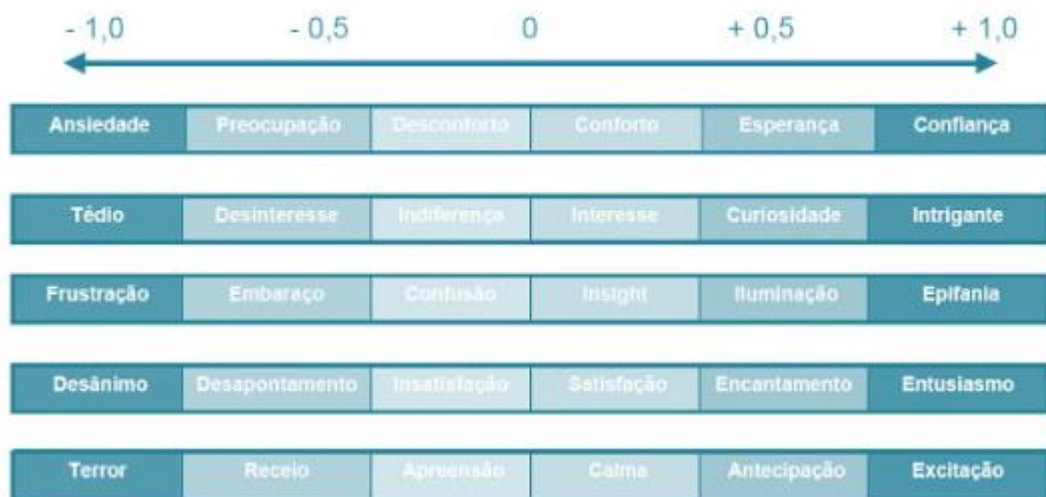 - 1,0 - 0,5 0 + 0,5 + 1,0
Ansiedade Preocupação Desconforto Conforto Esperança Confiança
Tédio Desinteresse Indiferença Interesse Curiosidade Intrigante
Frustração Embaraço Confusão Insight Iluminação Epifania
Desânimo Desapontamento Insatisfação Satisfação Encantamento Entusiasmo
Terror Receio Apreensão Calma Antecipação Excitação